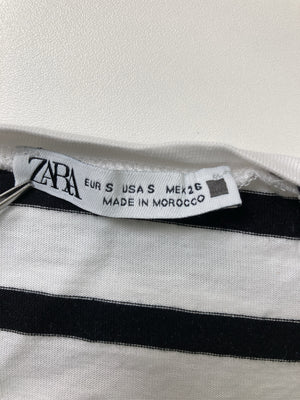 ZARA
EUR S USA S MEX 26
MADE IN MOROCCO